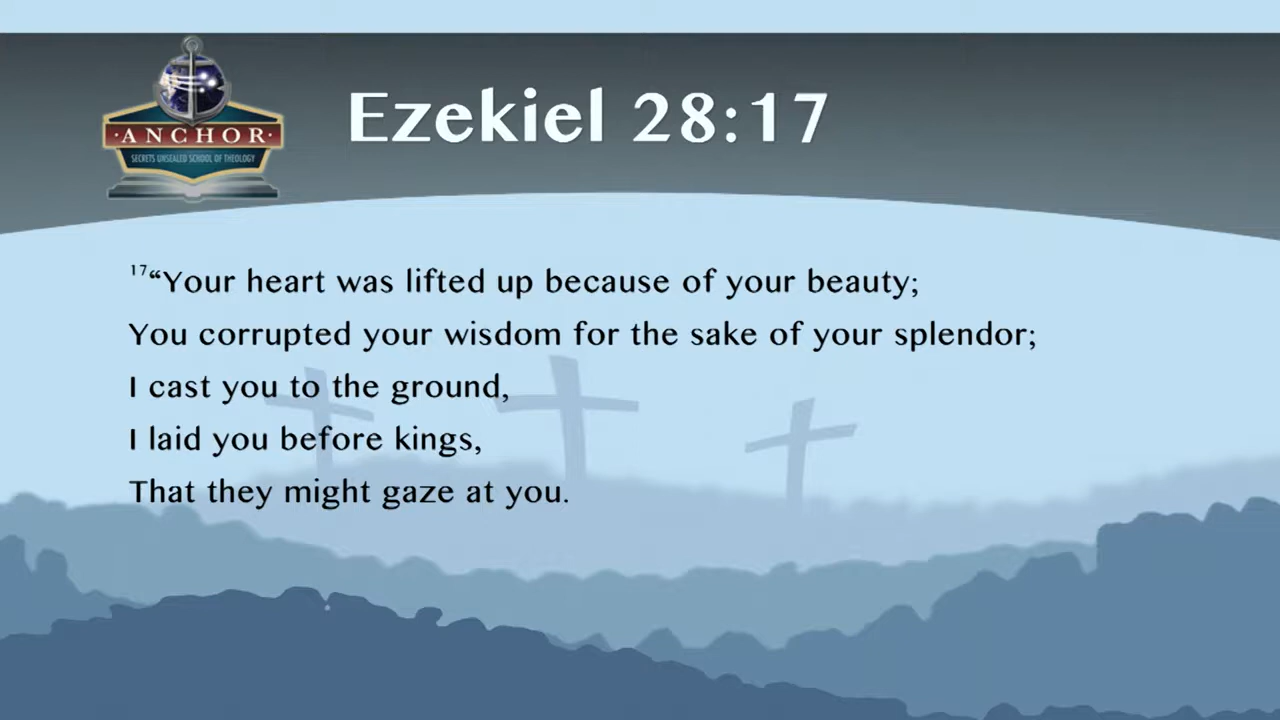 Ezekiel 28:17
·ANCHOR·
SECRETS UNSEALED SCHOOL OF THEOLOGY
17“Your heart was lifted up because of your beauty;
You corrupted your wisdom for the sake of your splendor;
I cast you to the ground,
I laid you before kings,
That they might gaze at you.